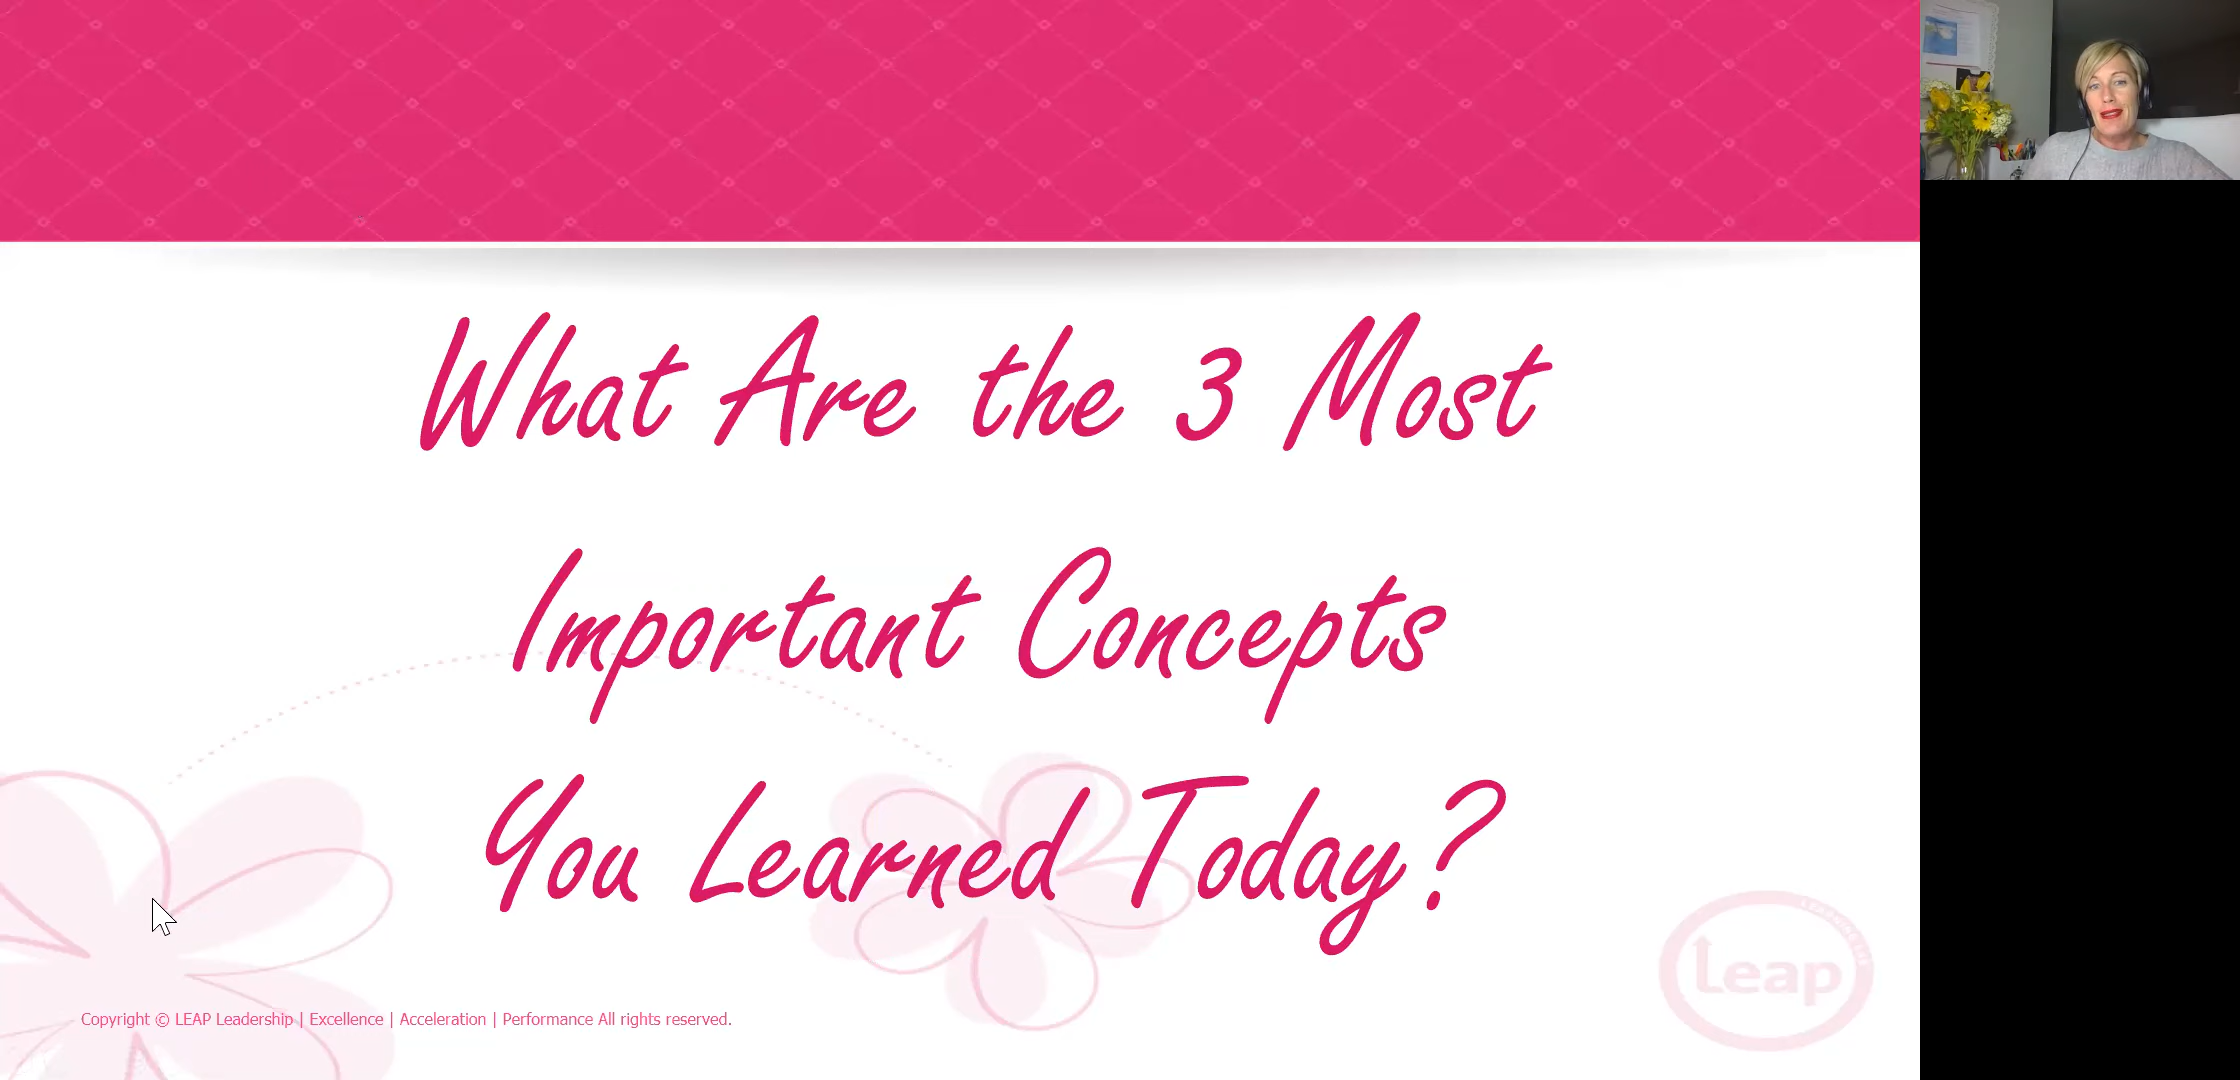 What Are the 3 Most
Important Concepts
You Learned Today?
Leap
Copyright © LEAP Leadership | Excellence | Acceleration | Performance All rights reserved.